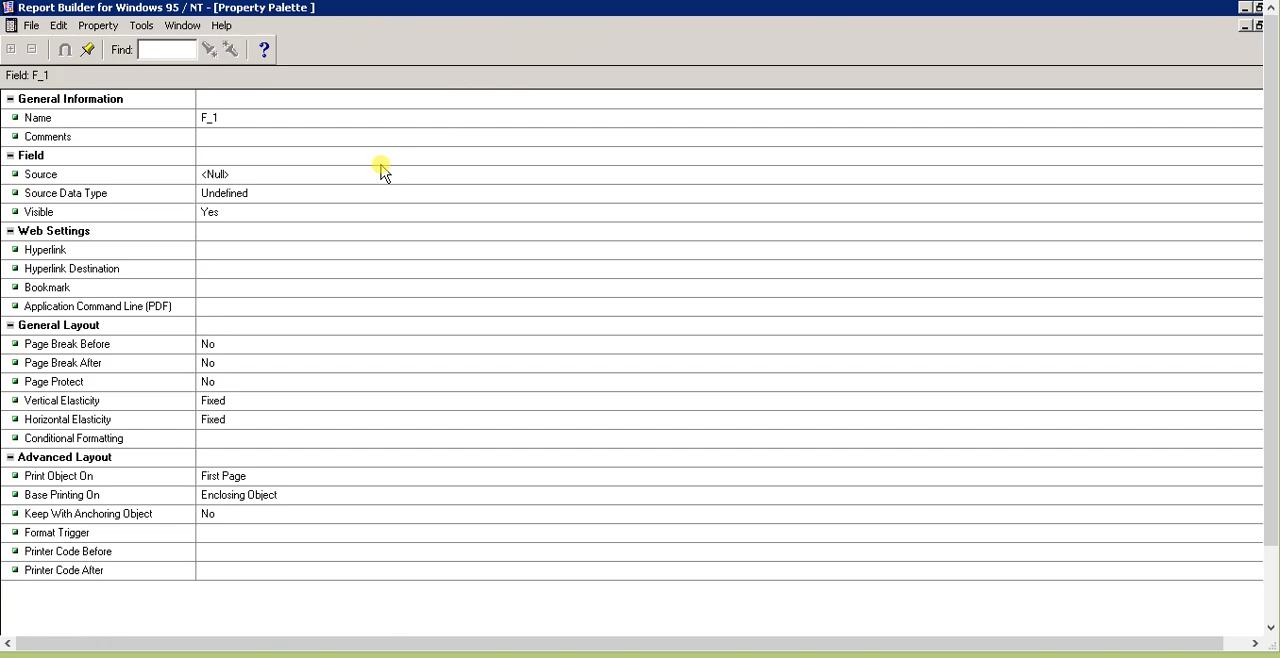 Report Builder for Windows 95 / NT - [Property Palette ]
File Edit Property Tools Window Help
Find: ?
Field: F_1
General Information
Name F_1
Comments
Field
Source <Null>
Source Data Type Undefined
Visible Yes
Web Settings
Hyperlink
Hyperlink Destination
Bookmark
Application Command Line (PDF)
General Layout
Page Break Before No
Page Break After No
Page Protect No
Vertical Elasticity Fixed
Horizontal Elasticity Fixed
Conditional Formatting
Advanced Layout
Print Object On First Page
Base Printing On Enclosing Object
Keep With Anchoring Object No
Format Trigger
Printer Code Before
Printer Code After